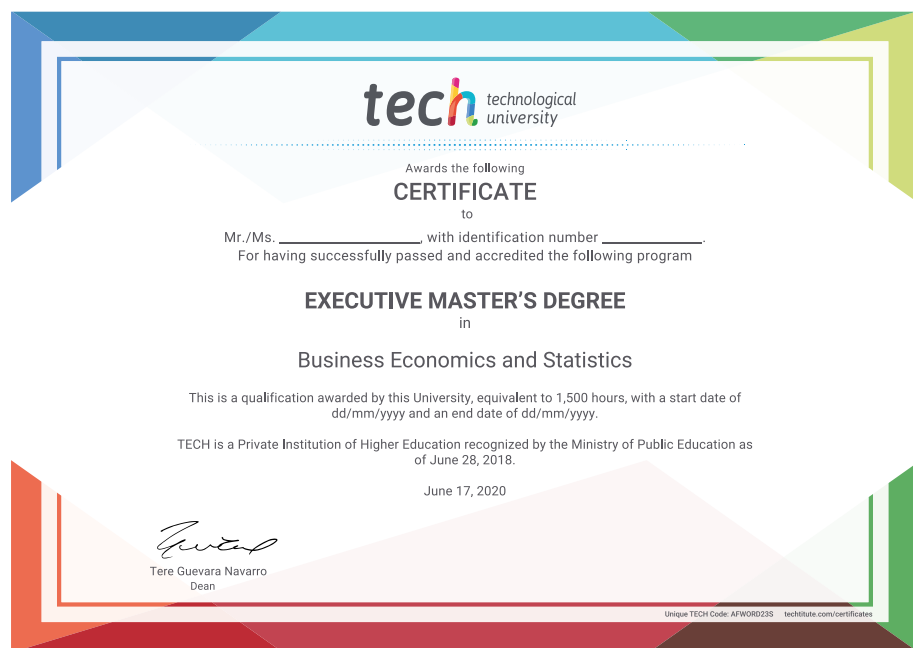 tech technological
university
Awards the following
CERTIFICATE
to
Mr./Ms. ____________________, with identification number ______________.
For having successfully passed and accredited the following program
EXECUTIVE MASTER'S DEGREE
in
Business Economics and Statistics
This is a qualification awarded by this University, equivalent to 1,500 hours, with a start date of
dd/mm/yyyy and an end date of dd/mm/yyyy.
TECH is a Private Institution of Higher Education recognized by the Ministry of Public Education as
of June 28, 2018.
June 17, 2020
Tere Guevara Navarro
Dean
Unique TECH Code: AFWORD23S techtitute.com/certificates